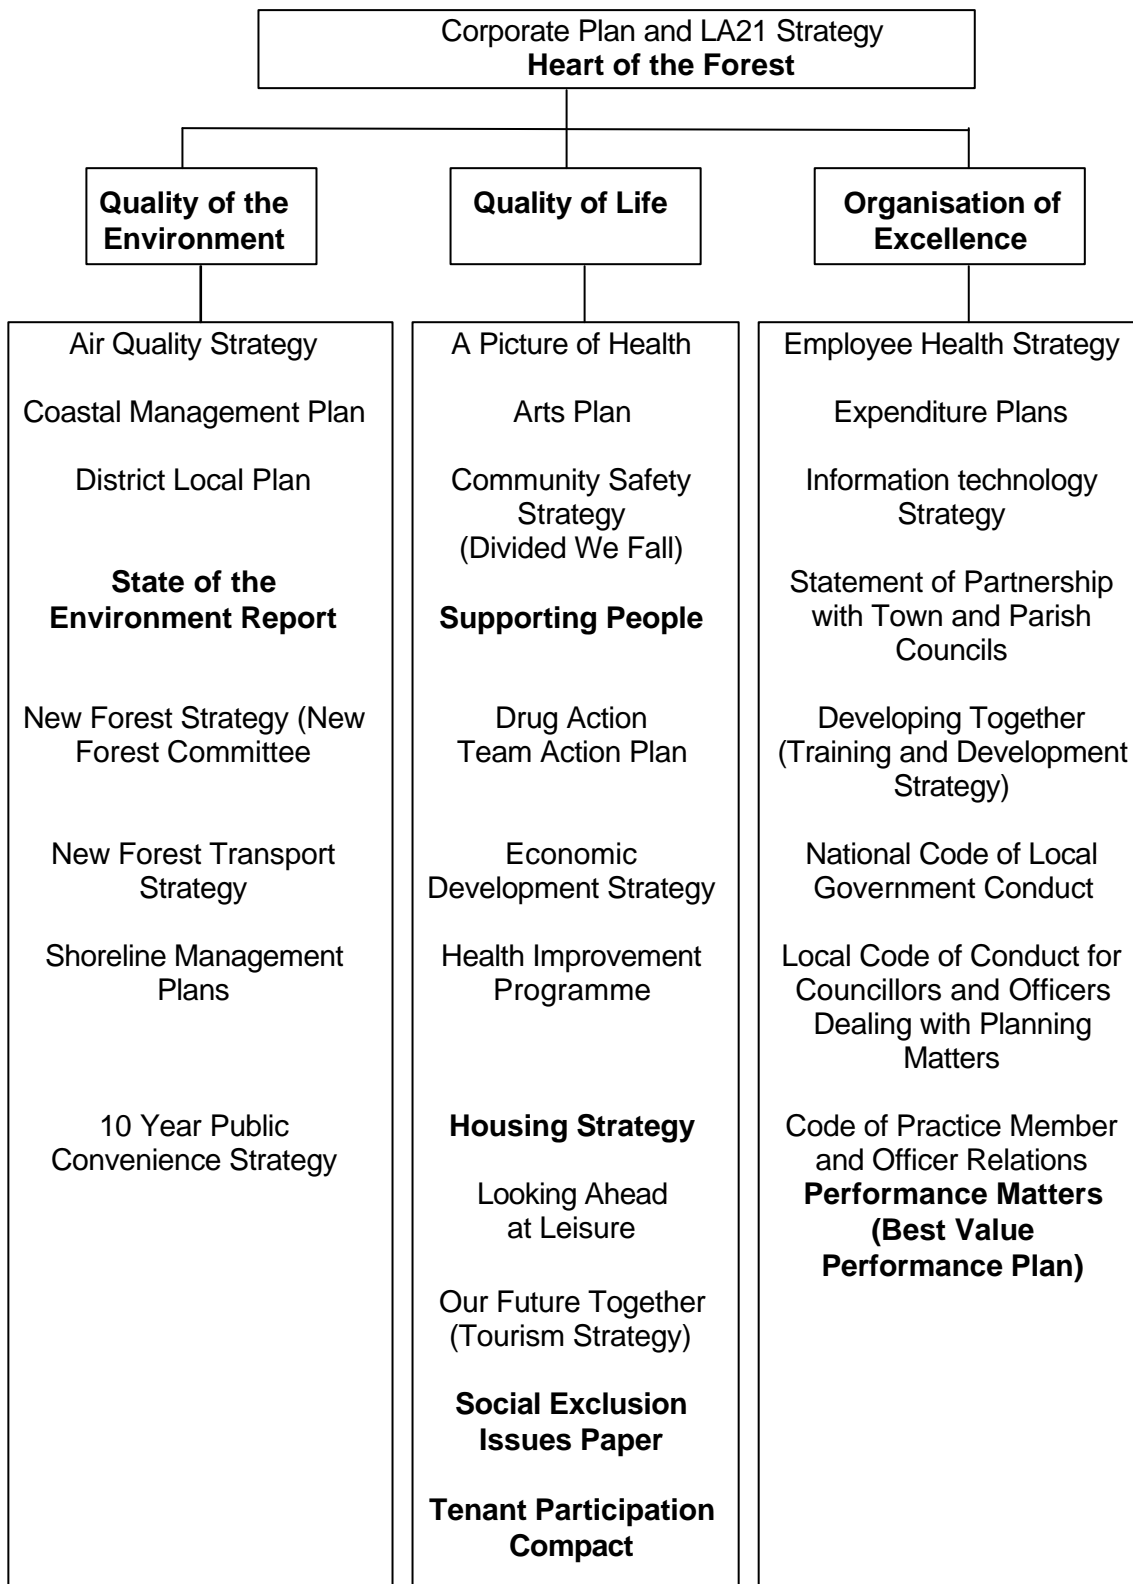 Corporate Plan and LA21 Strategy
Heart of the Forest
Quality of the
Environment
Quality of Life
Organisation of
Excellence
Air Quality Strategy
Coastal Management Plan
District Local Plan
State of the
Environment Report
New Forest Strategy (New
Forest Committee
New Forest Transport
Strategy
Shoreline Management
Plans
10 Year Public
Convenience Strategy
A Picture of Health
Arts Plan
Community Safety
Strategy
(Divided We Fall)
Supporting People
Drug Action
Team Action Plan
Economic
Development Strategy
Health Improvement
Programme
Housing Strategy
Looking Ahead
at Leisure
Our Future Together
(Tourism Strategy)
Social Exclusion
Issues Paper
Tenant Participation
Compact
Employee Health Strategy
Expenditure Plans
Information technology
Strategy
Statement of Partnership
with Town and Parish
Councils
Developing Together
(Training and Development
Strategy)
National Code of Local
Government Conduct
Local Code of Conduct for
Councillors and Officers
Dealing with Planning
Matters
Code of Practice Member
and Officer Relations
Performance Matters
(Best Value
Performance Plan)